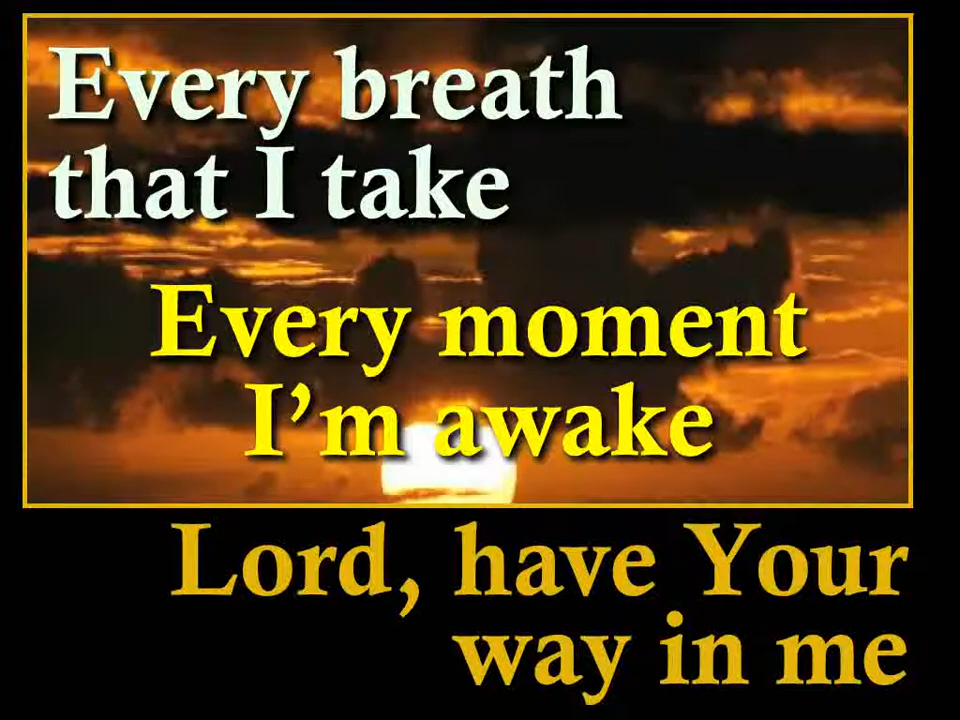 Every breath
that I take
Every moment
I’m awake
Lord, have Your
way in me